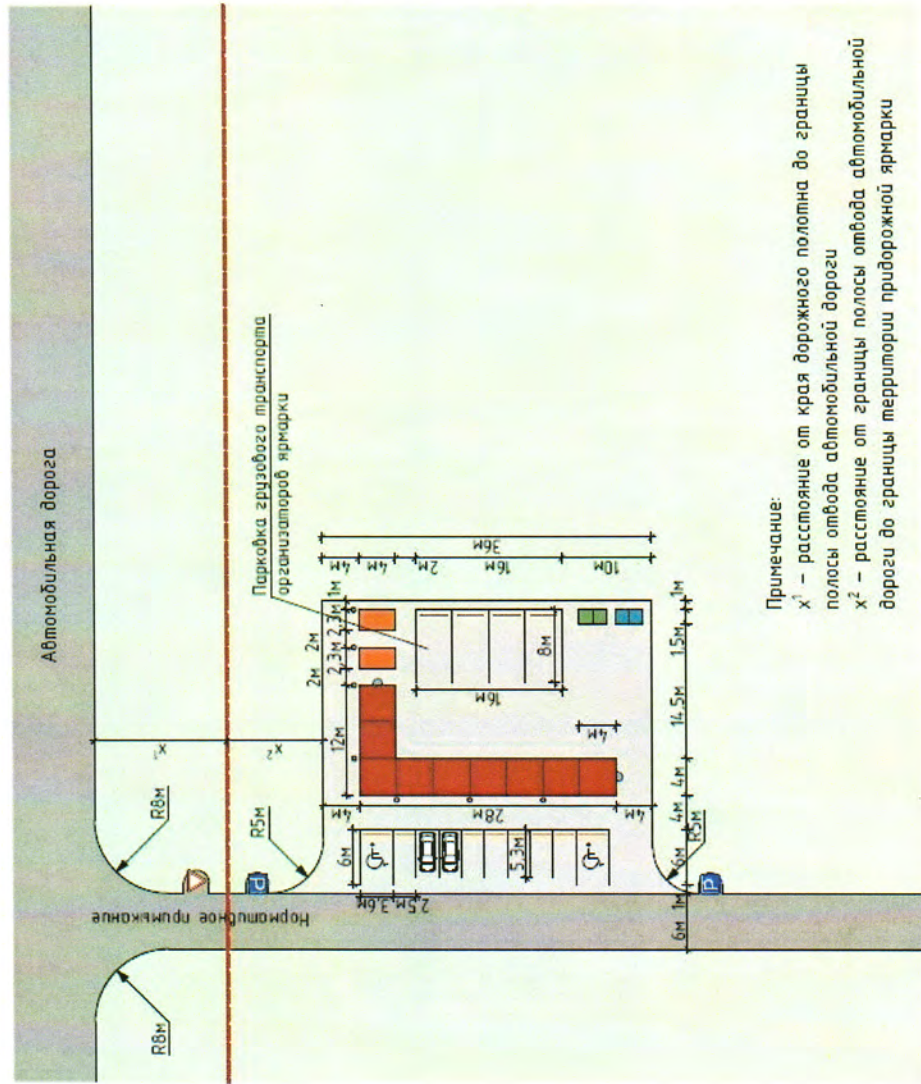 Автомобильная дорога
Нормативное примыкание
R8м
R8м
x¹
x²
R5м
Парковка грузового транспорта
организаторов ярмарки
12м
2м
2,3м
2м
2,3м
1м
4м
4м
2м
16м
10м
36м
4м
28м
4м
6м
3,6м
2,5м
5,3м
16м
8м
4м
P
P
R5м
6м
1м
6м
4м
4м
14,5м
1,5м
1м
Примечание:
x¹ – расстояние от края дорожного полотна до границы
полосы отвода автомобильной дороги
x² – расстояние от границы полосы отвода автомобильной
дороги до границы территории придорожной ярмарки